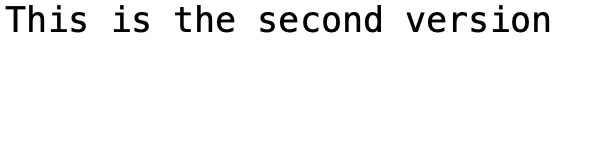 This is the second version